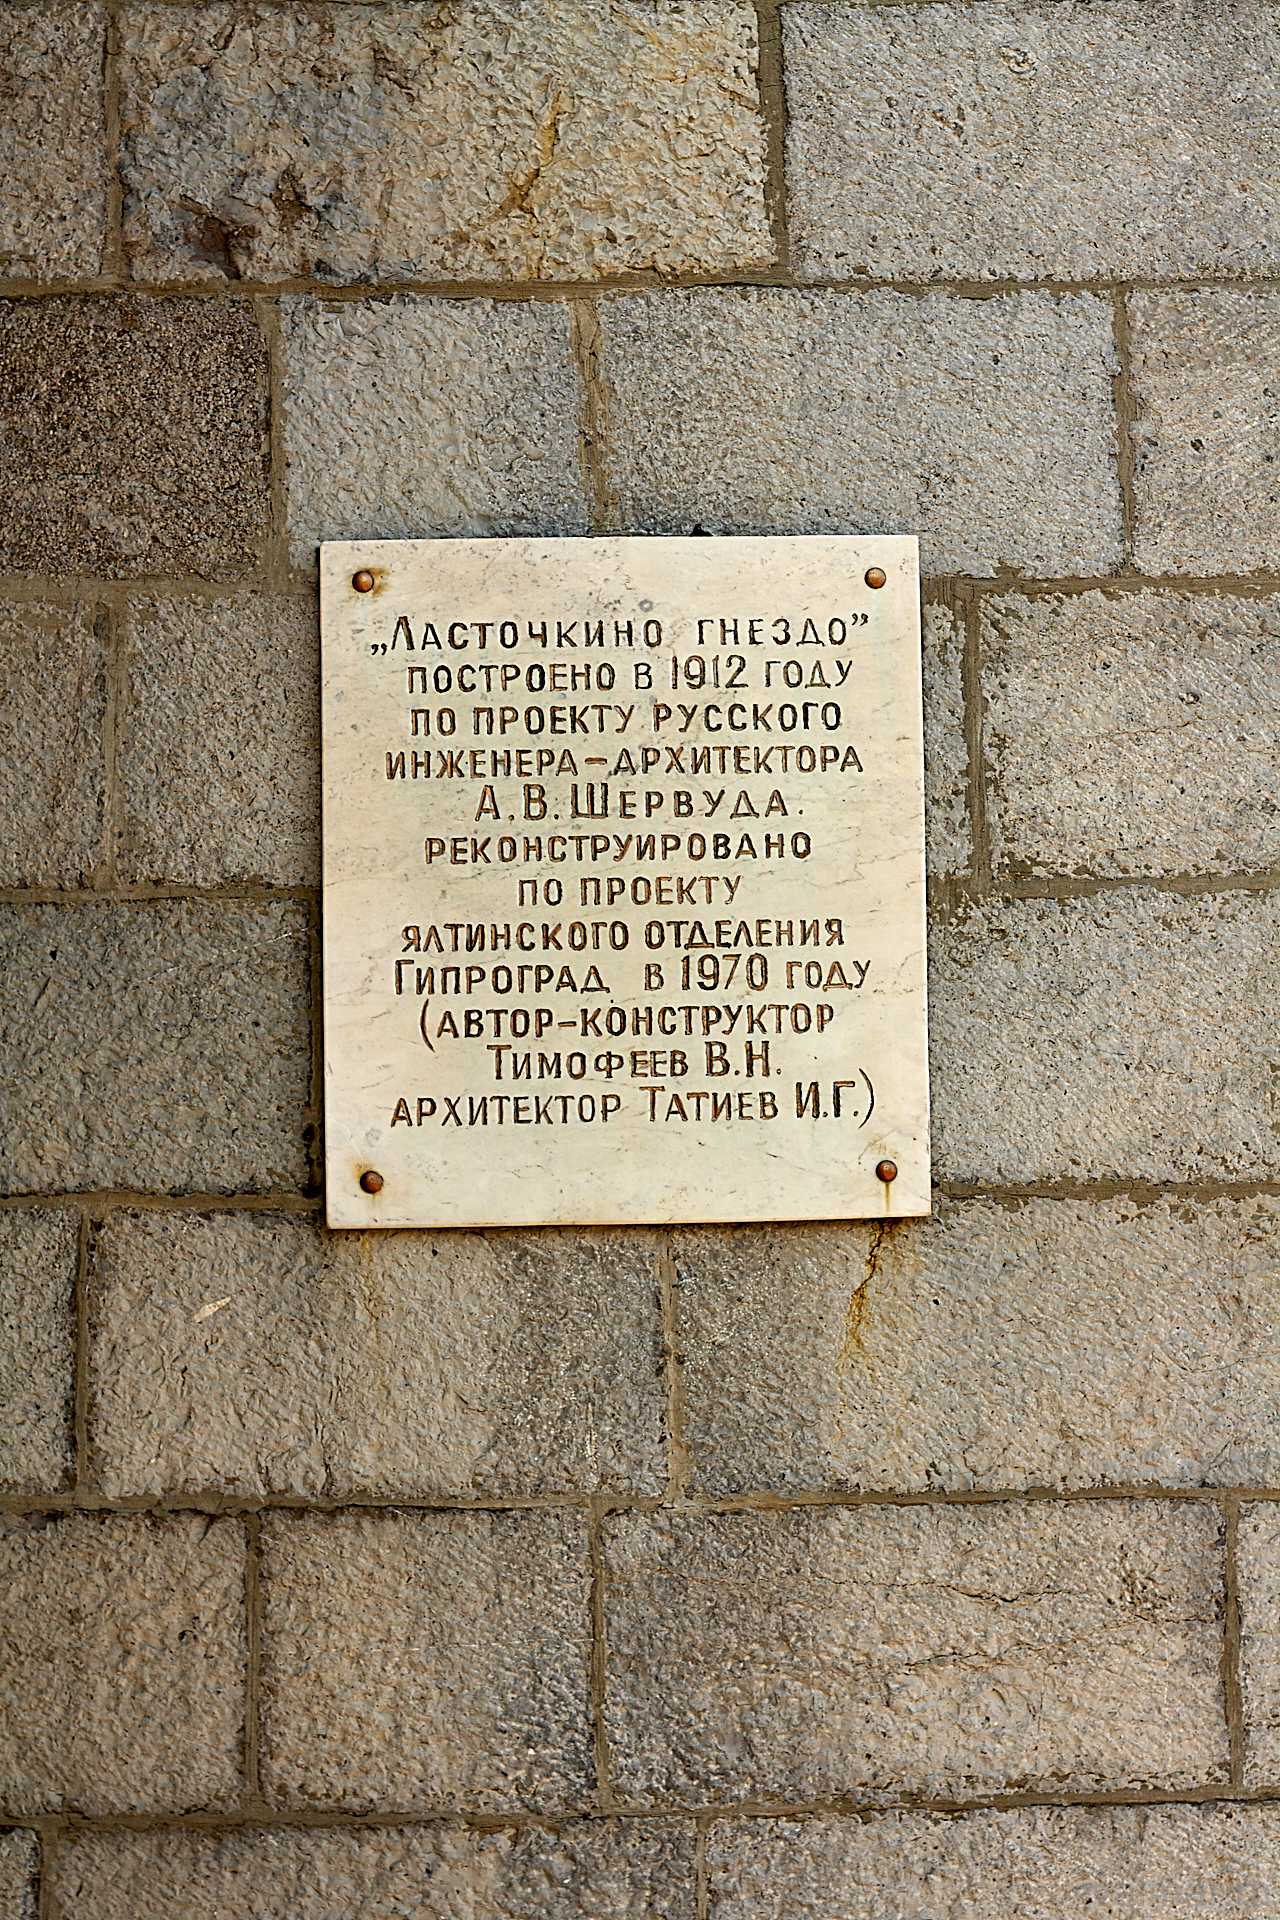 „Ласточкино гнездо”
построено в 1912 году
по проекту русского
инженера-архитектора
А.В.Шервуда.
реконструировано
по проекту
ялтинского отделения
Гипроград в 1970 году
(автор-конструктор
Тимофеев В.Н.
архитектор Татиев И.Г.)